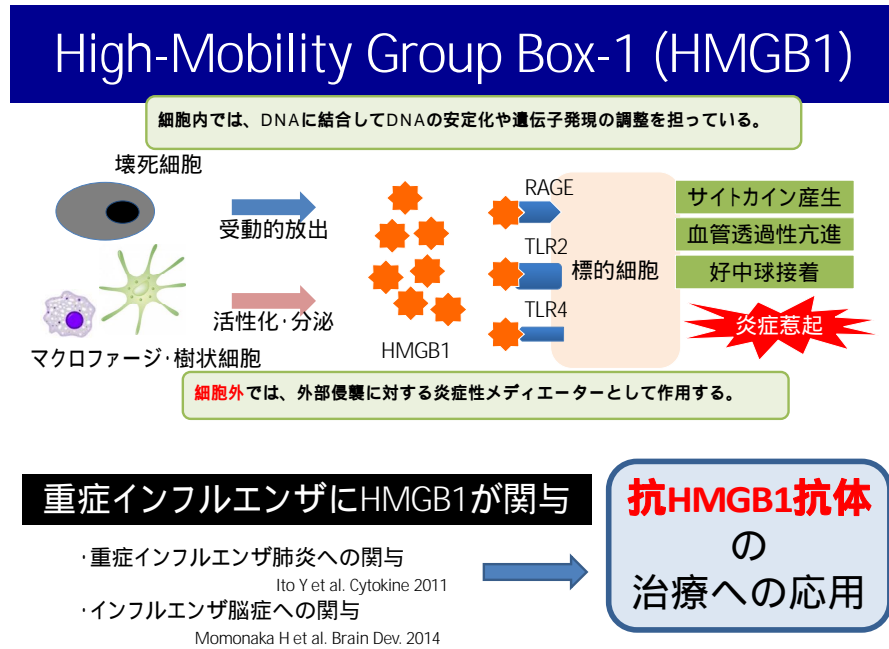 High-Mobility Group Box-1 (HMGB1)
細胞内では、DNAに結合してDNAの安定化や遺伝子発現の調整を担っている。
壊死細胞
受動的放出
マクロファージ・樹状細胞
活性化・分泌
HMGB1
RAGE
TLR2
TLR4
標的細胞
サイトカイン産生
血管透過性亢進
好中球接着
炎症惹起
細胞外では、外部侵襲に対する炎症性メディエーターとして作用する。
重症インフルエンザにHMGB1が関与
・重症インフルエンザ肺炎への関与
Ito Y et al. Cytokine 2011
・インフルエンザ脳症への関与
Momonaka H et al. Brain Dev. 2014
抗HMGB1抗体
の
治療への応用